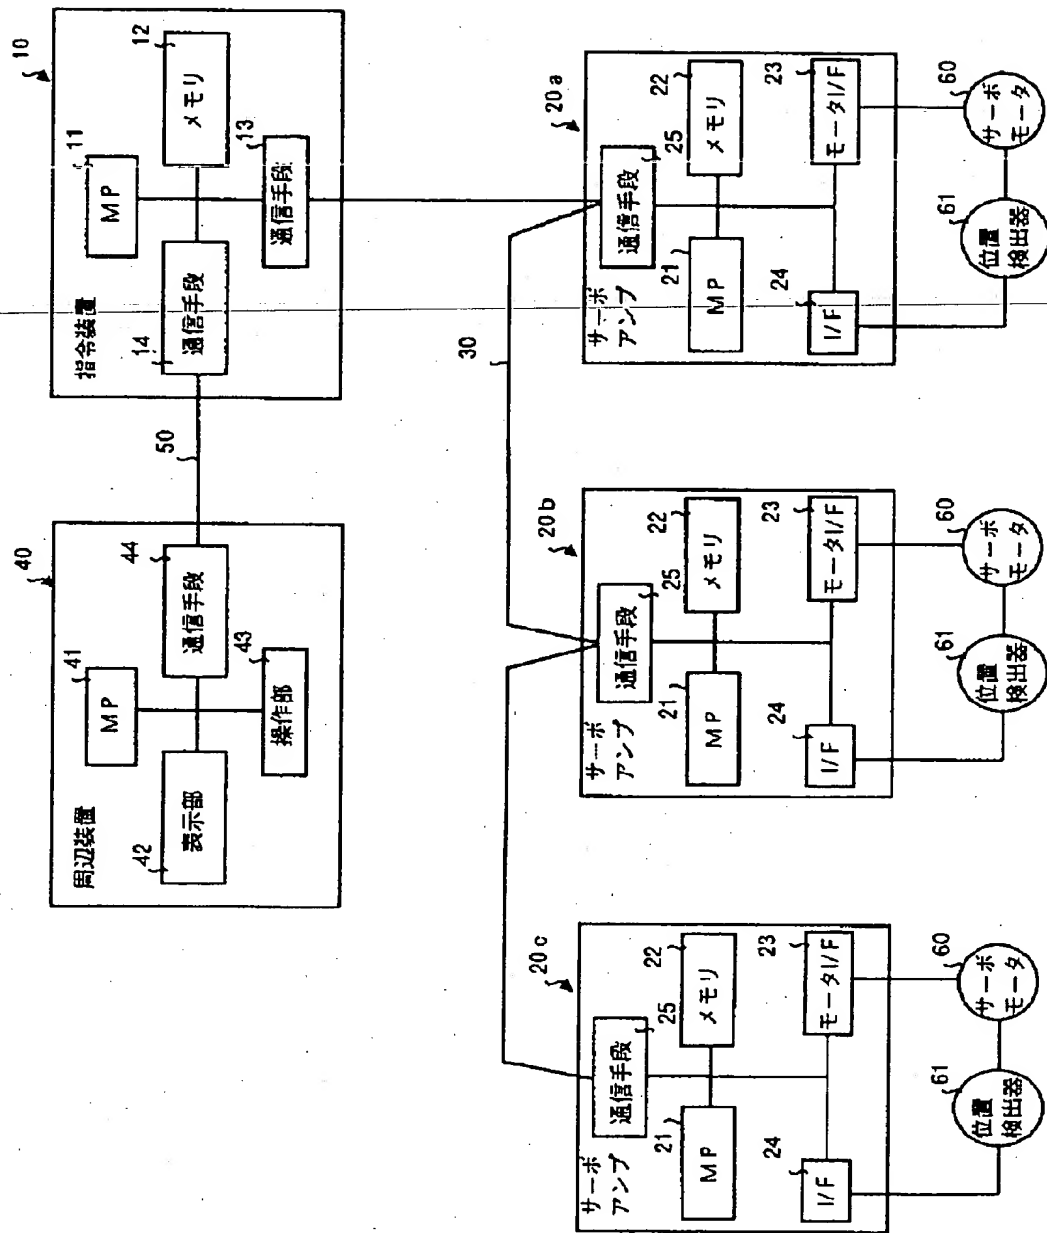 40
周辺装置
41
MP
42
表示部
43
操作部
44
通信手段
50
10
指令装置
11
MP
12
メモリ
13
通信手段
14
通信手段
30
20c
サーボ
アンプ
25
通信手段
21
MP
22
メモリ
23
モータI/F
24
I/F
60
サーボ
モータ
61
位置
検出器
20b
サーボ
アンプ
25
通信手段
21
MP
22
メモリ
23
モータI/F
24
I/F
60
サーボ
モータ
61
位置
検出器
20a
サーボ
アンプ
25
通信手段
21
MP
22
メモリ
23
モータI/F
24
I/F
60
サーボ
モータ
61
位置
検出器